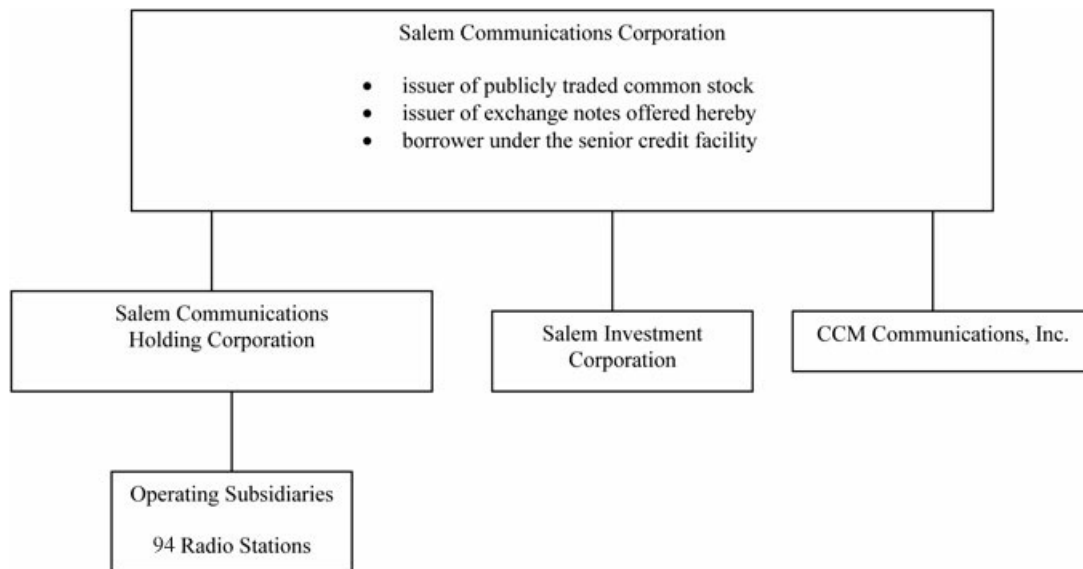 Salem Communications Corporation
• issuer of publicly traded common stock
• issuer of exchange notes offered hereby
• borrower under the senior credit facility
Salem Communications
Holding Corporation
Salem Investment
Corporation
CCM Communications, Inc.
Operating Subsidiaries
94 Radio Stations